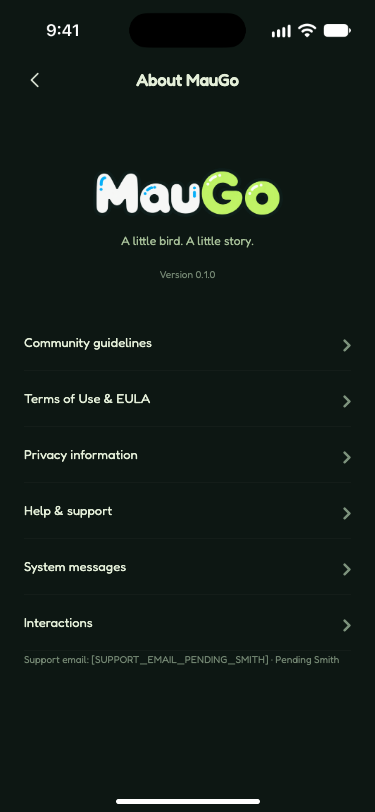 9:41
About MauGo
MauGo
A little bird. A little story.
Version 0.1.0
Community guidelines
Terms of Use & EULA
Privacy information
Help & support
System messages
Interactions
Support email: [SUPPORT_EMAIL_PENDING_SMITH] · Pending Smith